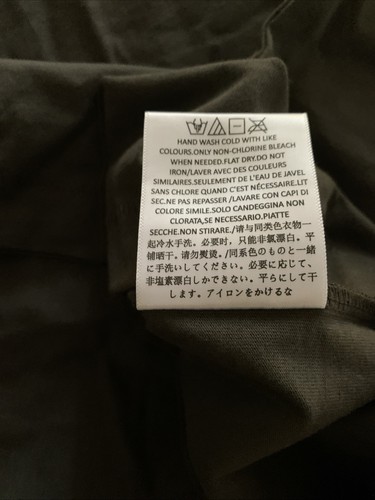 HAND WASH COLD WITH LIKE
COLOURS.ONLY NON-CHLORINE BLEACH
WHEN NEEDED.FLAT DRY.DO NOT
IRON/LAVER AVEC DES COULEURS
SIMILAIRES.SEULEMENT DE L'EAU DE JAVEL
SANS CHLORE QUAND C'EST NÉCESSAIRE.LIT
SEC.NE PAS REPASSER /LAVARE CON CAPI DI
COLORE SIMILE.SOLO CANDEGGINA NON
CLORATA,SE NECESSARIO.PIATTE
SECCHE.NON STIRARE./请与同类色衣物一
起冷水手洗。必要时，只能非氯漂白。平
铺晒干。请勿熨烫。/同系色のものと一緒
に手洗いしてください。必要に応じて、
非塩素漂白しかできない。平らにして干
します。アイロンをかけるな